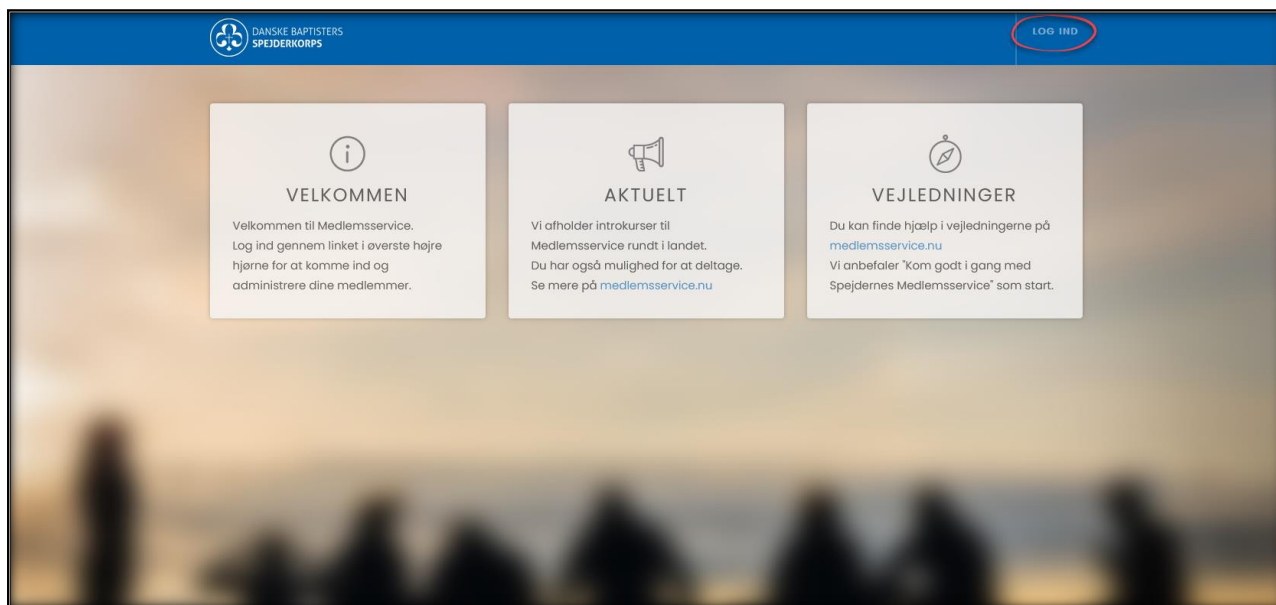 DANSKE BAPTISTERS
SPEJDERKORPS
LOG IND
VELKOMMEN
Velkommen til Medlemsservice.
Log ind gennem linket i øverste højre
hjørne for at komme ind og
administrere dine medlemmer.
AKTUELT
Vi afholder introkurser til
Medlemsservice rundt i landet.
Du har også mulighed for at deltage.
Se mere på medlemsservice.nu
VEJLEDNINGER
Du kan finde hjælp i vejledningerne på
medlemsservice.nu
Vi anbefaler "Kom godt i gang med
Spejdernes Medlemsservice" som start.